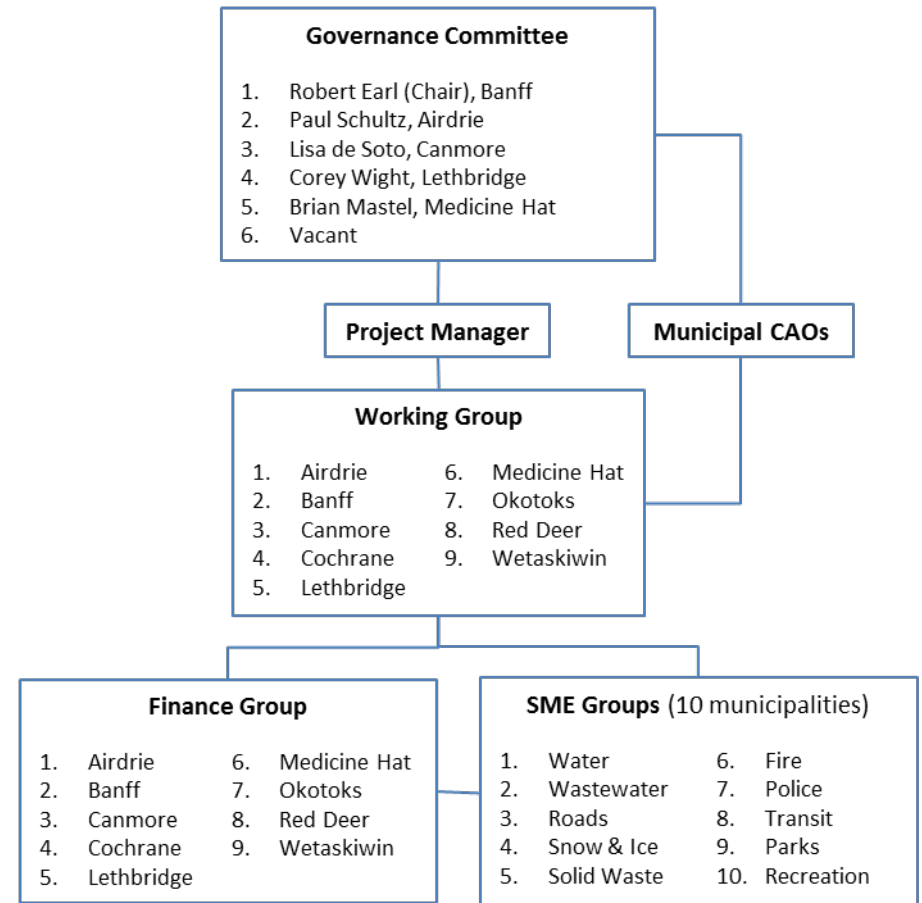 Governance Committee
1. Robert Earl (Chair), Banff
2. Paul Schultz, Airdrie
3. Lisa de Soto, Canmore
4. Corey Wight, Lethbridge
5. Brian Mastel, Medicine Hat
6. Vacant
Project Manager
Municipal CAOs
Working Group
1. Airdrie
2. Banff
3. Canmore
4. Cochrane
5. Lethbridge
6. Medicine Hat
7. Okotoks
8. Red Deer
9. Wetaskiwin
Finance Group
1. Airdrie
2. Banff
3. Canmore
4. Cochrane
5. Lethbridge
6. Medicine Hat
7. Okotoks
8. Red Deer
9. Wetaskiwin
SME Groups (10 municipalities)
1. Water
2. Wastewater
3. Roads
4. Snow & Ice
5. Solid Waste
6. Fire
7. Police
8. Transit
9. Parks
10. Recreation